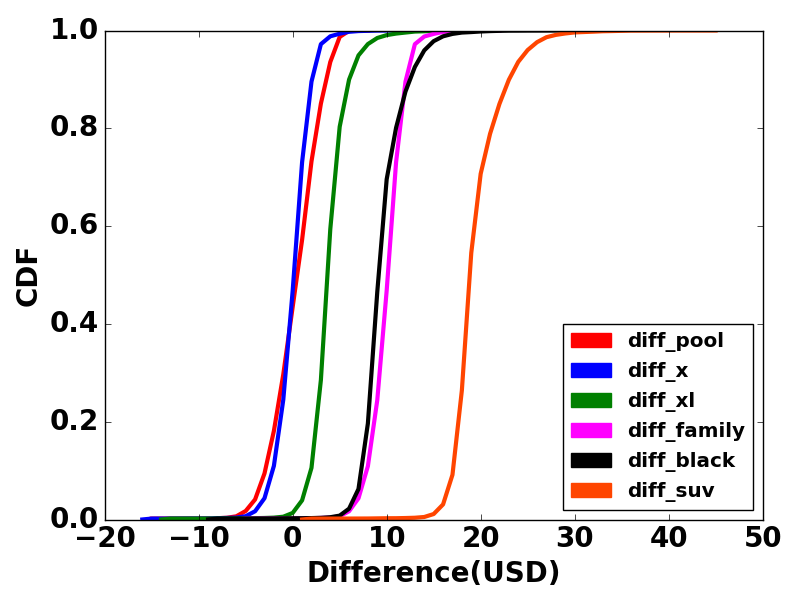 1.0
0.8
0.6
0.4
0.2
0.0
CDF
−20 −10 0 10 20 30 40 50
Difference(USD)
diff_pool
diff_x
diff_xl
diff_family
diff_black
diff_suv